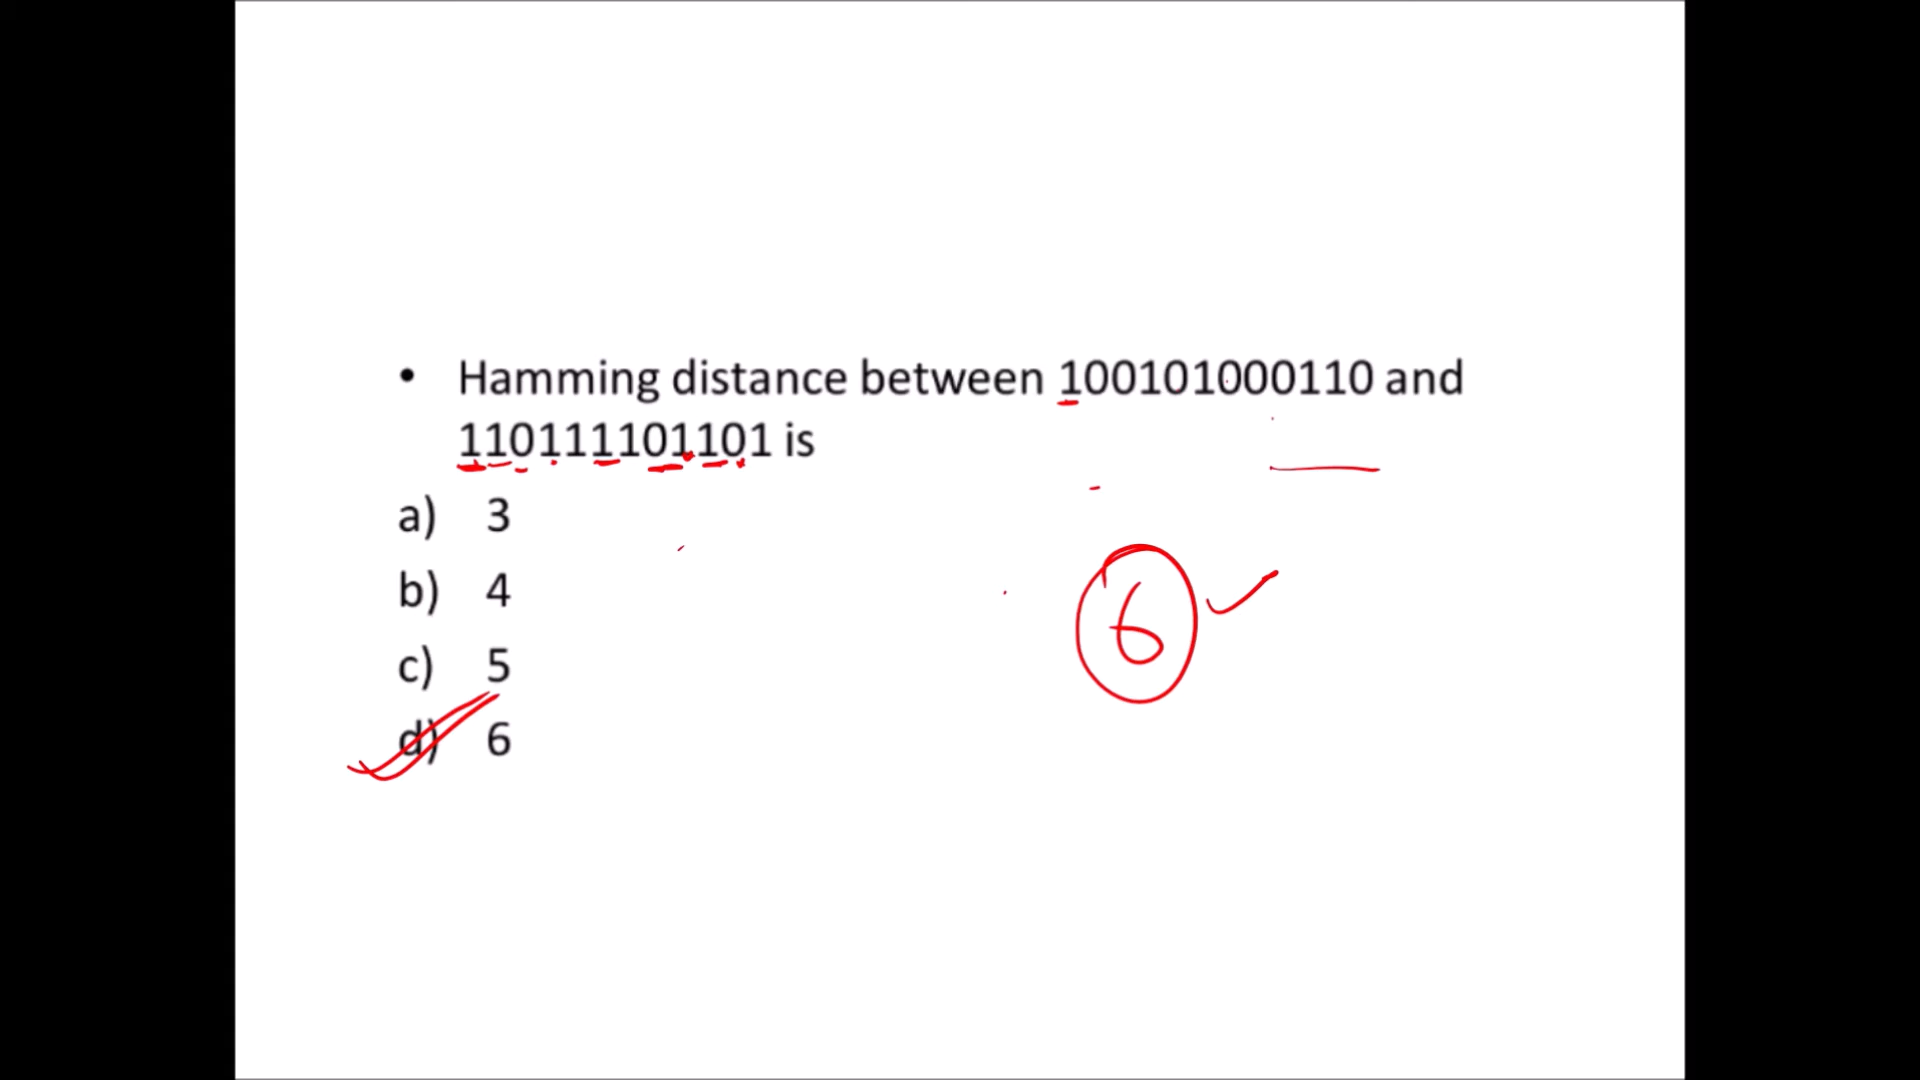 • Hamming distance between 100101000110 and
110111101101 is
a) 3
b) 4
c) 5
6
d) 6